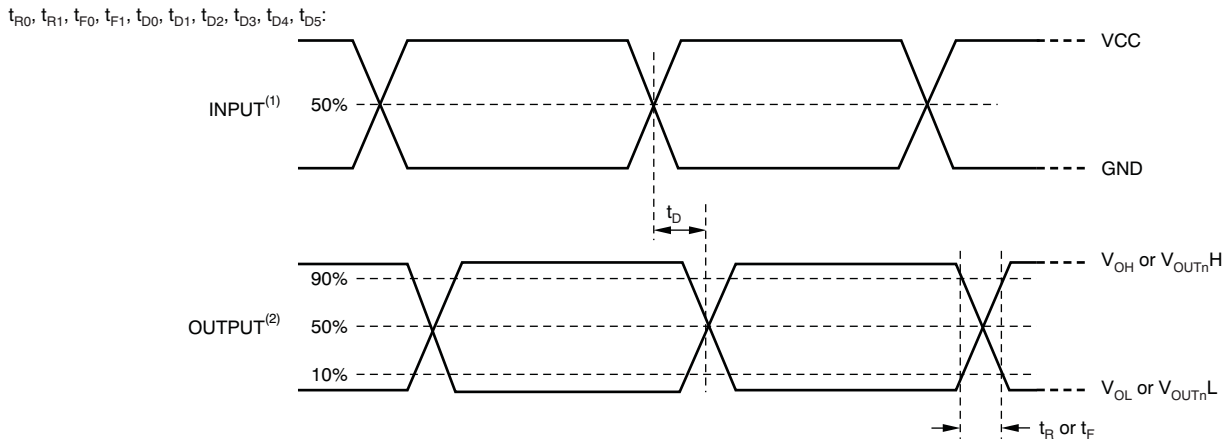 tR0, tR1, tF0, tF1, tD0, tD1, tD2, tD3, tD4, tD5:
VCC
INPUT(1) 50%
GND
tD
VOH or VOUTnH
90%
OUTPUT(2) 50%
10%
VOL or VOUTnL
tR or tF